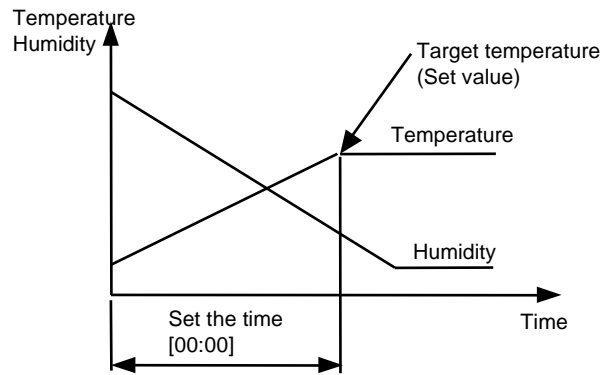 Temperature
Humidity
Target temperature
(Set value)
Temperature
Humidity
Set the time
[00:00]
Time